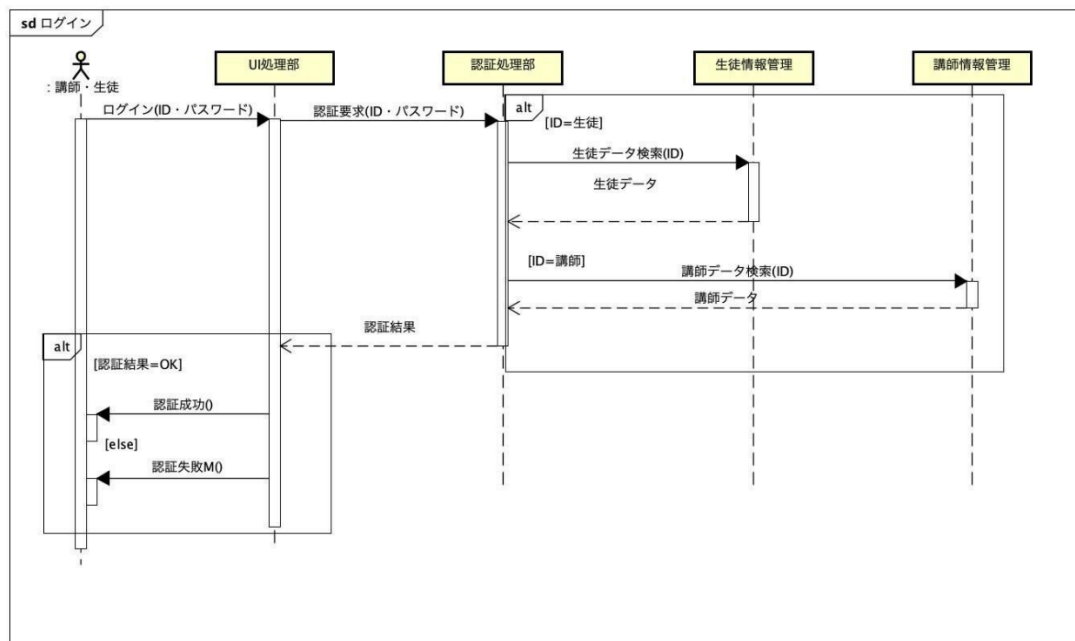 sd ログイン
: 講師・生徒
UI処理部
認証処理部
生徒情報管理
講師情報管理
ログイン(ID・パスワード)
認証要求(ID・パスワード)
alt
[ID=生徒]
生徒データ検索(ID)
生徒データ
[ID=講師]
講師データ検索(ID)
講師データ
認証結果
alt
[認証結果=OK]
認証成功()
[else]
認証失敗M()